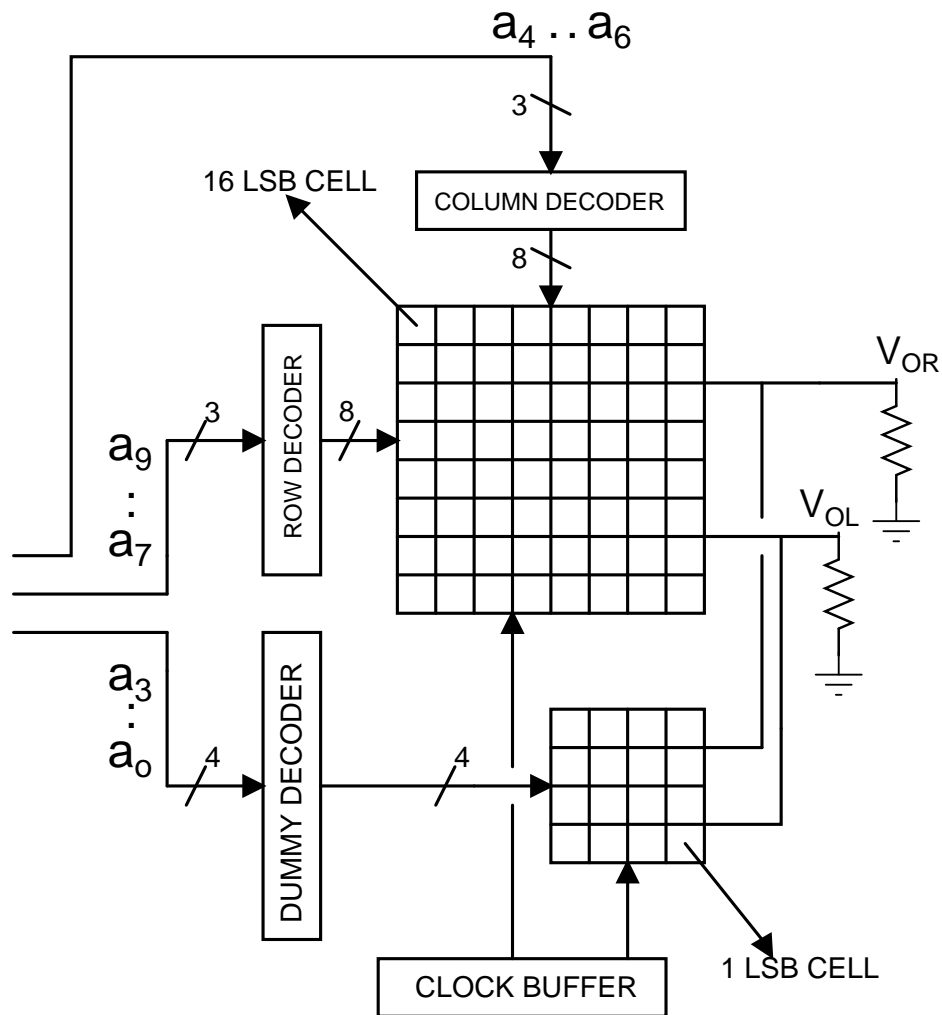 a4 . . a6
3
16 LSB CELL
COLUMN DECODER
8
VOR
ROW DECODER
3
8
a9
:
a7
VOL
a3
:
ao
4
DUMMY DECODER
4
1 LSB CELL
CLOCK BUFFER